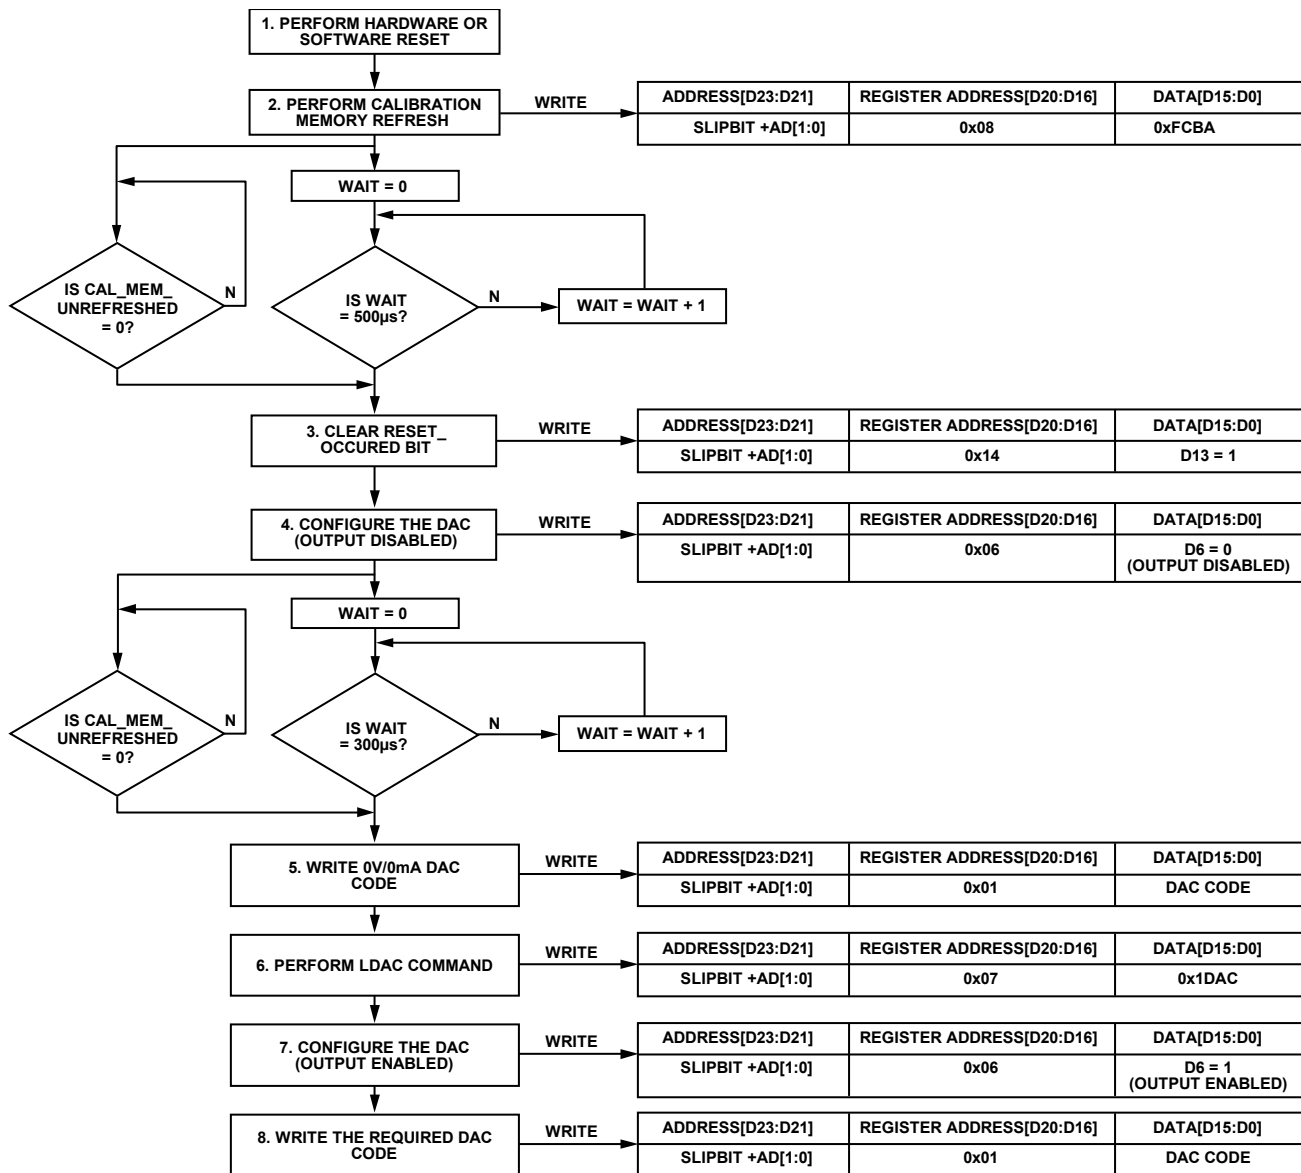 1. PERFORM HARDWARE OR
SOFTWARE RESET
2. PERFORM CALIBRATION
MEMORY REFRESH
WRITE
ADDRESS[D23:D21] REGISTER ADDRESS[D20:D16] DATA[D15:D0]
SLIPBIT +AD[1:0] 0x08 0xFCBA
WAIT = 0
IS CAL_MEM_
UNREFRESHED
= 0?
N
IS WAIT
= 500µs?
N
WAIT = WAIT + 1
3. CLEAR RESET_
OCCURED BIT
WRITE
ADDRESS[D23:D21] REGISTER ADDRESS[D20:D16] DATA[D15:D0]
SLIPBIT +AD[1:0] 0x14 D13 = 1
4. CONFIGURE THE DAC
(OUTPUT DISABLED)
WRITE
ADDRESS[D23:D21] REGISTER ADDRESS[D20:D16] DATA[D15:D0]
SLIPBIT +AD[1:0] 0x06 D6 = 0
(OUTPUT DISABLED)
WAIT = 0
IS CAL_MEM_
UNREFRESHED
= 0?
N
IS WAIT
= 300µs?
N
WAIT = WAIT + 1
5. WRITE 0V/0mA DAC
CODE
WRITE
ADDRESS[D23:D21] REGISTER ADDRESS[D20:D16] DATA[D15:D0]
SLIPBIT +AD[1:0] 0x01 DAC CODE
6. PERFORM LDAC COMMAND
WRITE
ADDRESS[D23:D21] REGISTER ADDRESS[D20:D16] DATA[D15:D0]
SLIPBIT +AD[1:0] 0x07 0x1DAC
7. CONFIGURE THE DAC
(OUTPUT ENABLED)
WRITE
ADDRESS[D23:D21] REGISTER ADDRESS[D20:D16] DATA[D15:D0]
SLIPBIT +AD[1:0] 0x06 D6 = 1
(OUTPUT ENABLED)
8. WRITE THE REQUIRED DAC
CODE
WRITE
ADDRESS[D23:D21] REGISTER ADDRESS[D20:D16] DATA[D15:D0]
SLIPBIT +AD[1:0] 0x01 DAC CODE